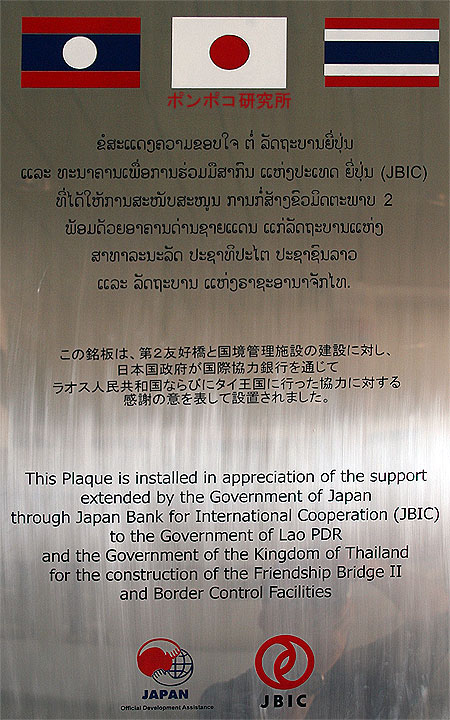 ポンポコ研究所
ຂໍສະແດງຄວາມຂອບໃຈ ຕໍ່ ລັດຖະບານຍີ່ປຸ່ນ
ແລະ ທະນາຄານເພື່ອການຮ່ວມມືສາກົນ ແຫ່ງປະເທດ ຍີ່ປຸ່ນ (JBIC)
ທີ່ໄດ້ໃຫ້ການສະໜັບສະໜູນ ການກໍ່ສ້າງຂົວມິດຕະພາບ 2
ພ້ອມດ້ວຍອາຄານດ່ານຊາຍແດນ ແກ່ລັດຖະບານແຫ່ງ
ສາທາລະນະລັດ ປະຊາທິປະໄຕ ປະຊາຊົນລາວ
ແລະ ລັດຖະບານ ແຫ່ງຣາຊະອານາຈັກໄທ.
この銘板は、第2友好橋と国境管理施設の建設に対し、
日本国政府が国際協力銀行を通じて
ラオス人民共和国ならびにタイ王国に行った協力に対する
感謝の意を表して設置されました。
This Plaque is installed in appreciation of the support
extended by the Government of Japan
through Japan Bank for International Cooperation (JBIC)
to the Government of Lao PDR
and the Government of the Kingdom of Thailand
for the construction of the Friendship Bridge II
and Border Control Facilities
JAPAN
Official Development Assistance
JBIC